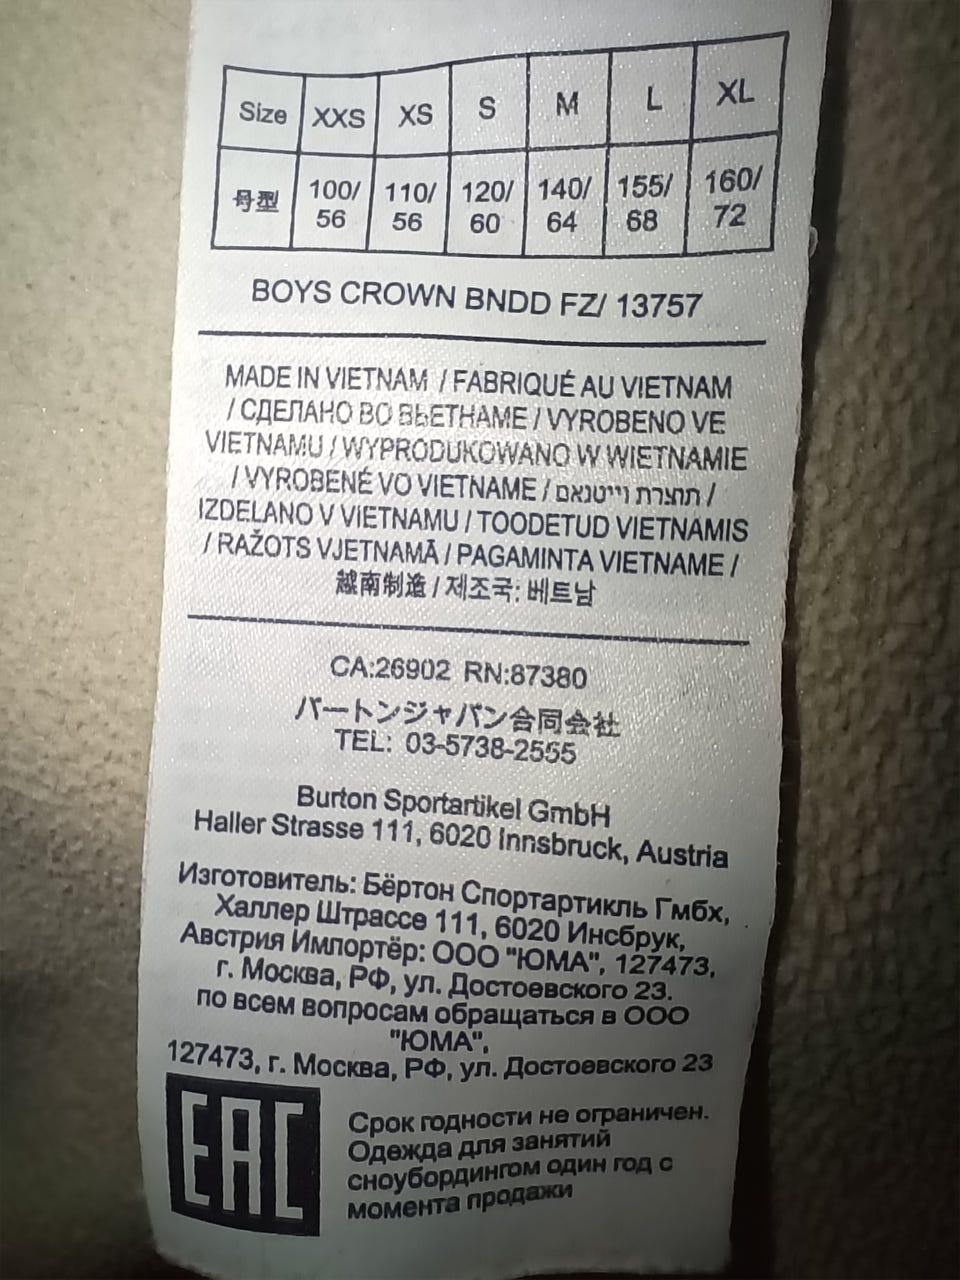 Size XXS XS S M L XL
号型 100/56 110/56 120/60 140/64 155/68 160/72
BOYS CROWN BNDD FZ/ 13757
MADE IN VIETNAM / FABRIQUÉ AU VIETNAM
/ СДЕЛАНО ВО ВЬЕТНАМЕ / VYROBENO VE
VIETNAMU / WYPRODUKOWANO W WIETNAMIE
/ VYROBENÉ VO VIETNAME / תוצרת וייטנאם /
IZDELANO V VIETNAMU / TOODETUD VIETNAMIS
/ RAŽOTS VJETNAMĀ / PAGAMINTA VIETNAME /
越南制造 / 제조국: 베트남
CA:26902 RN:87380
バートンジャパン合同会社
TEL: 03-5738-2555
Burton Sportartikel GmbH
Haller Strasse 111, 6020 Innsbruck, Austria
Изготовитель: Бёртон Спортартикль Гмбх,
Халлер Штрассе 111, 6020 Инсбрук,
Австрия Импортёр: ООО "ЮМА", 127473,
г. Москва, РФ, ул. Достоевского 23.
по всем вопросам обращаться в ООО
"ЮМА",
127473, г. Москва, РФ, ул. Достоевского 23
EAC
Срок годности не ограничен.
Одежда для занятий
сноубордингом один год с
момента продажи